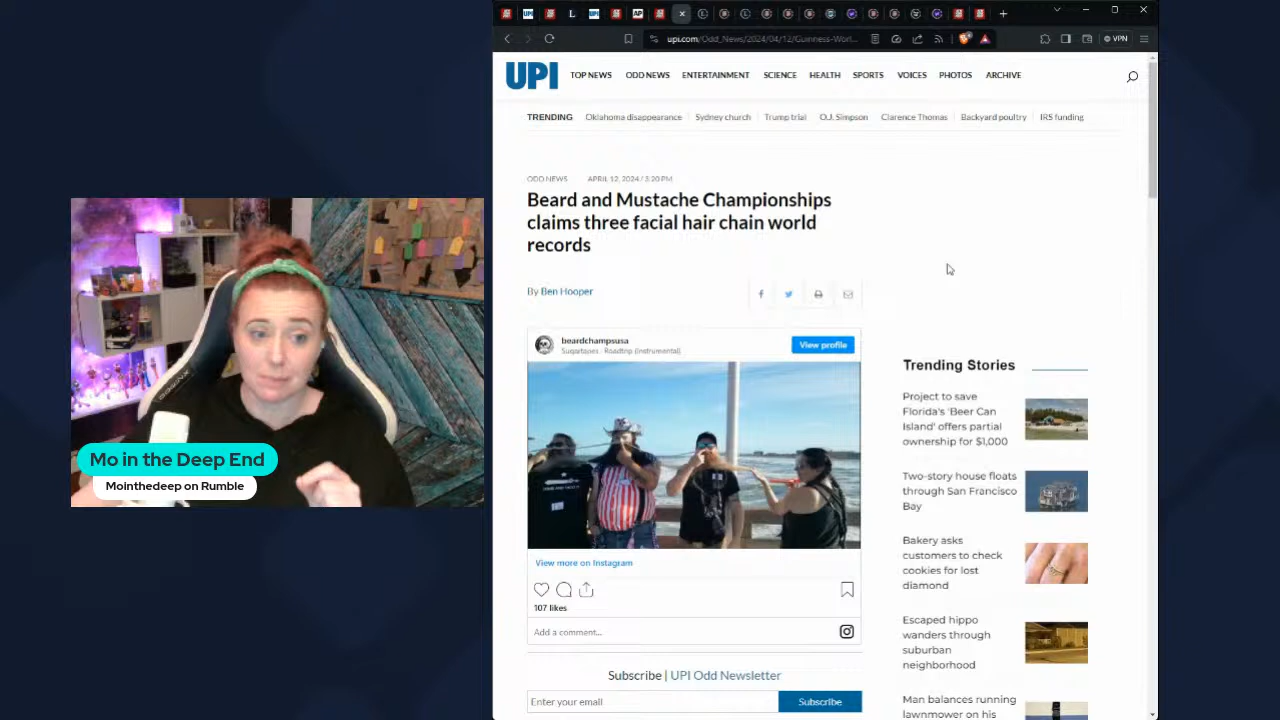 upi.com/Odd_News/2024/04/12/Guinness-Worl...
VPN
UPI
TOP NEWS
ODD NEWS
ENTERTAINMENT
SCIENCE
HEALTH
SPORTS
VOICES
PHOTOS
ARCHIVE
TRENDING
Oklahoma disappearance
Sydney church
Trump trial
O.J. Simpson
Clarence Thomas
Backyard poultry
IRS funding
ODD NEWS
APRIL 12, 2024 / 3:20 PM
Beard and Mustache Championships
claims three facial hair chain world
records
By Ben Hooper
beardchampsusa
Sugartapes · Roadtrip (Instrumental)
View profile
View more on Instagram
107 likes
Add a comment...
Subscribe | UPI Odd Newsletter
Enter your email
Subscribe
Trending Stories
Project to save
Florida's 'Beer Can
Island' offers partial
ownership for $1,000
Two-story house floats
through San Francisco
Bay
Bakery asks
customers to check
cookies for lost
diamond
Escaped hippo
wanders through
suburban
neighborhood
Man balances running
lawnmower on his
Mo in the Deep End
Mointhedeep on Rumble